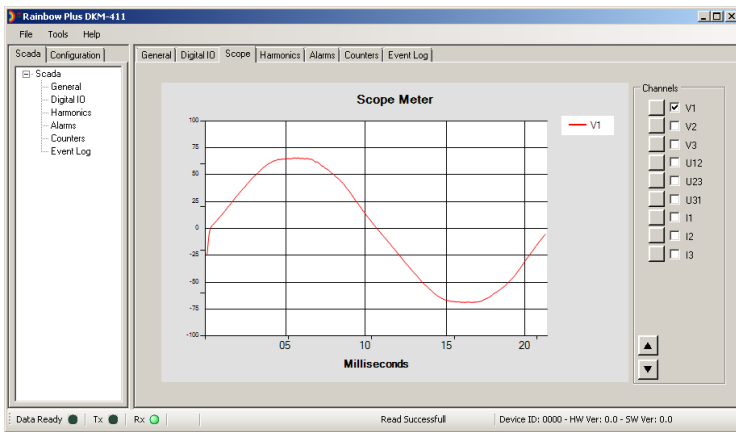 Rainbow Plus DKM-411
File Tools Help
Scada Configuration
General Digital IO Scope Harmonics Alarms Counters Event Log
Scada
General
Digital IO
Harmonics
Alarms
Counters
Event Log
Scope Meter
100
75
50
25
0
-25
-50
-75
-100
05 10 15 20
Milliseconds
V1
Channels
V1
V2
V3
U12
U23
U31
I1
I2
I3
Data Ready Tx Rx Read Successfull Device ID: 0000 - HW Ver: 0.0 - SW Ver: 0.0